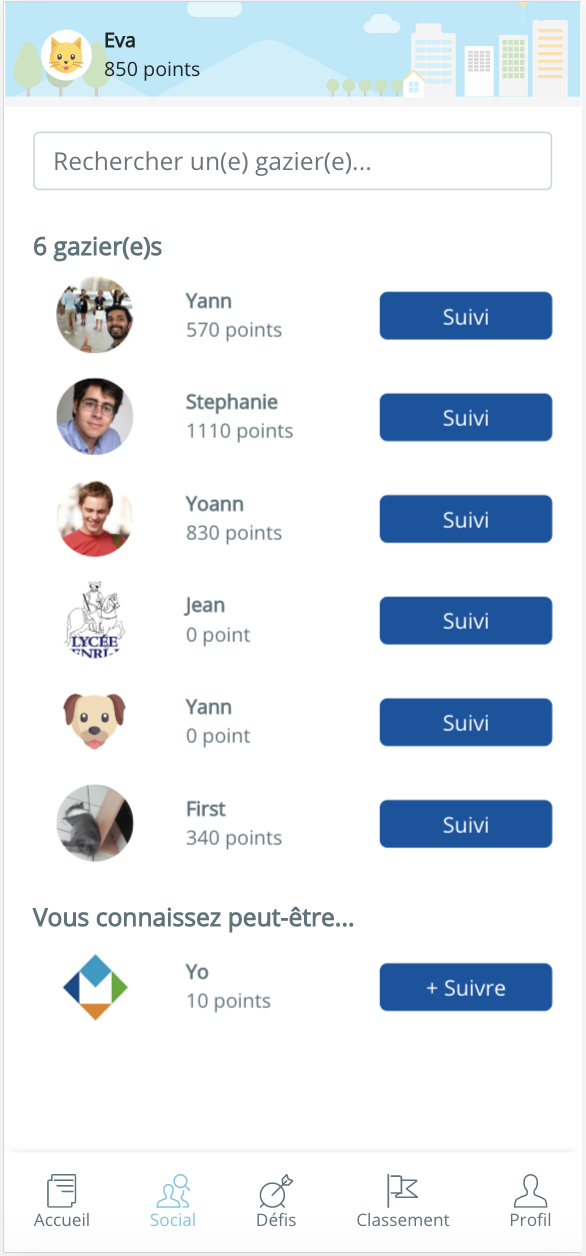 Eva
850 points
Rechercher un(e) gazier(e)...
6 gazier(e)s
Yann
570 points
Suivi
Stephanie
1110 points
Suivi
Yoann
830 points
Suivi
LYCÉE
Jean
0 point
Suivi
Yann
0 point
Suivi
First
340 points
Suivi
Vous connaissez peut-être...
Yo
10 points
+ Suivre
Accueil
Social
Défis
Classement
Profil